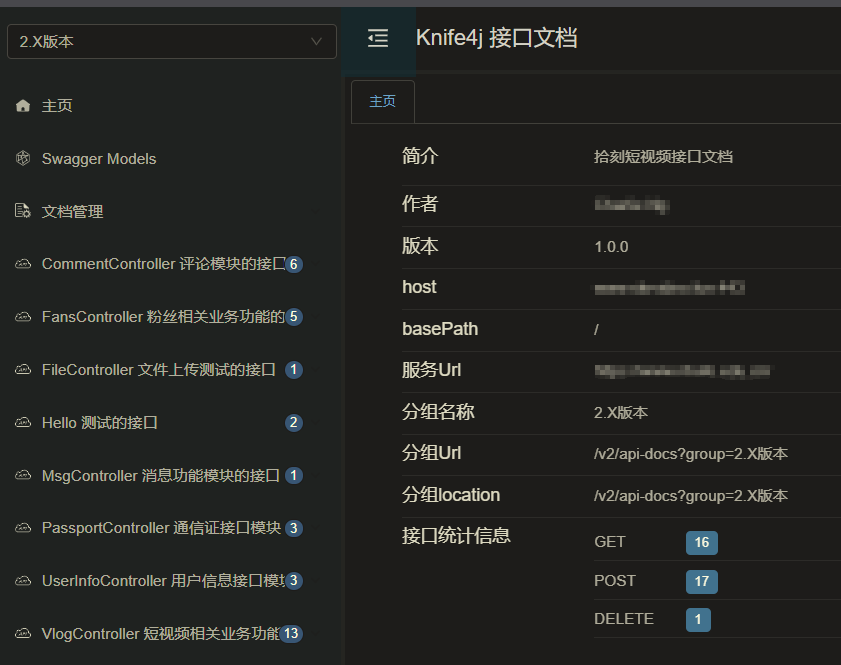 2.X版本
Knife4j 接口文档
主页
Swagger Models
文档管理
CommentController 评论模块的接口 6
FansController 粉丝相关业务功能的 5
FileController 文件上传测试的接口 1
Hello 测试的接口 2
MsgController 消息功能模块的接口 1
PassportController 通信证接口模块 3
UserInfoController 用户信息接口模 3
VlogController 短视频相关业务功能 13
主页
简介 拾刻短视频接口文档
作者
版本 1.0.0
host
basePath /
服务Url
分组名称 2.X版本
分组Url /v2/api-docs?group=2.X版本
分组location /v2/api-docs?group=2.X版本
接口统计信息
GET 16
POST 17
DELETE 1